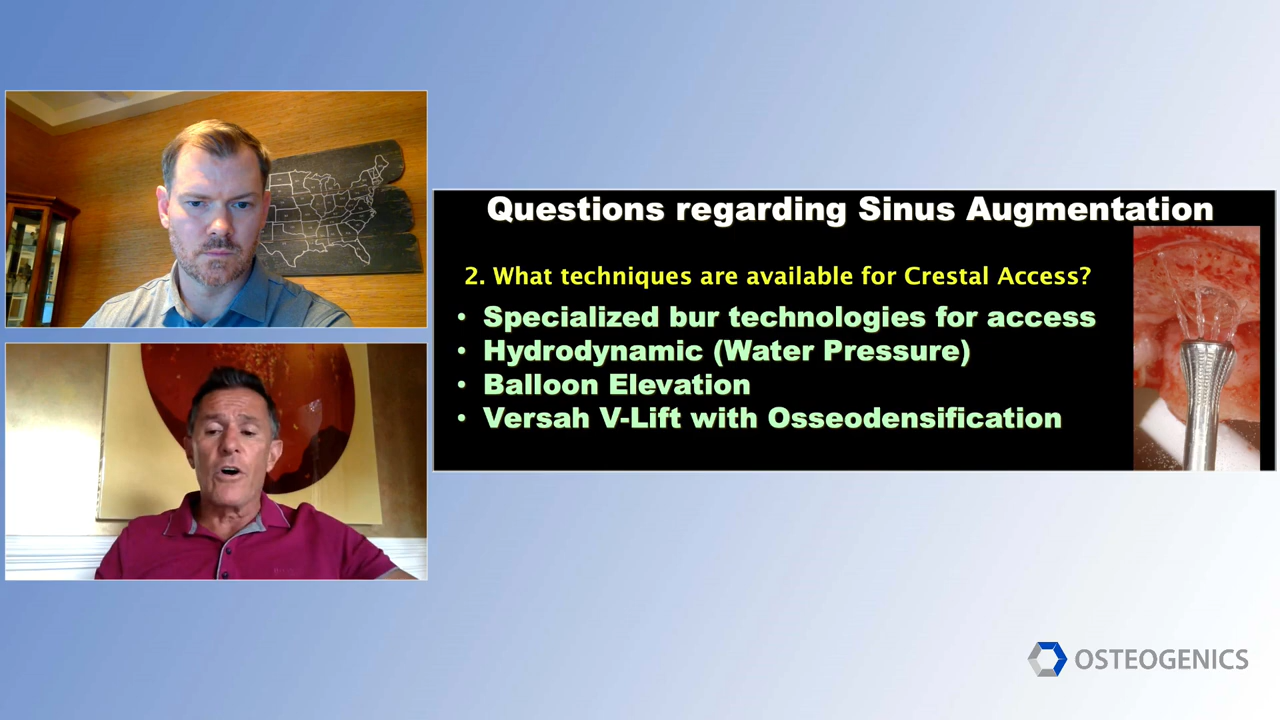 Questions regarding Sinus Augmentation
2. What techniques are available for Crestal Access?
• Specialized bur technologies for access
• Hydrodynamic (Water Pressure)
• Balloon Elevation
• Versah V-Lift with Osseodensification
OSTEOGENICS